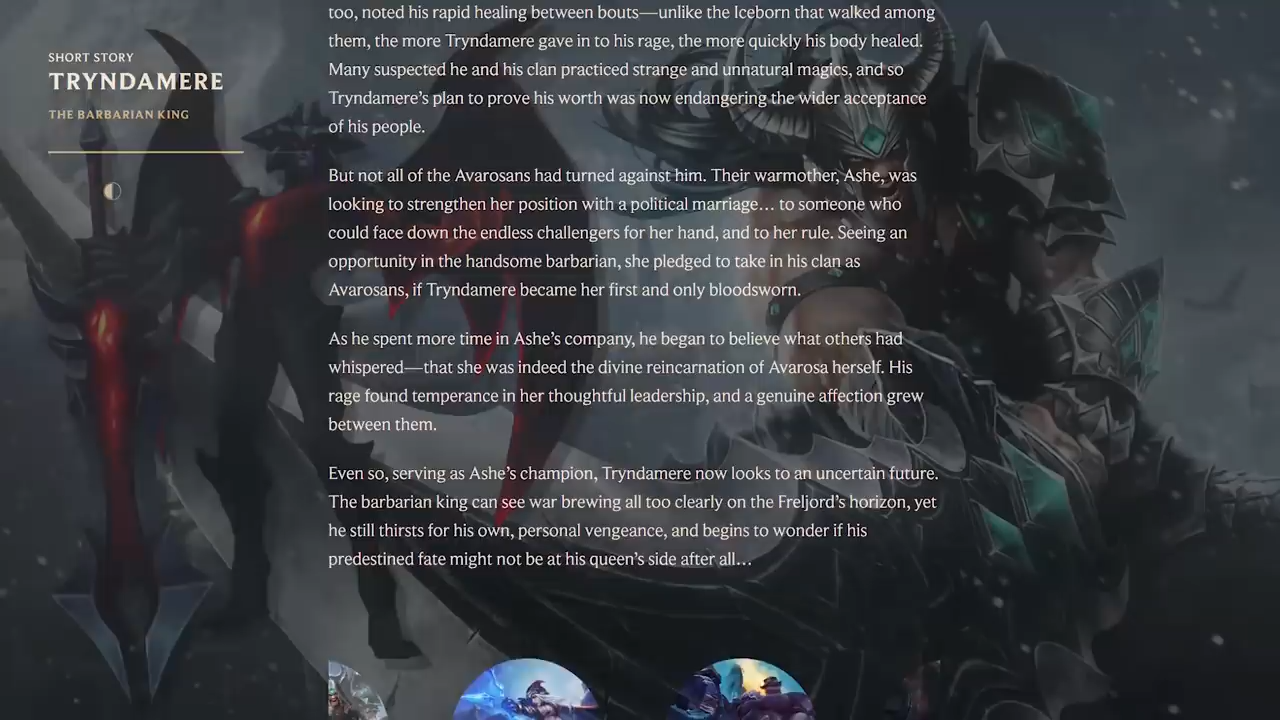 SHORT STORY
TRYNDAMERE
THE BARBARIAN KING
too, noted his rapid healing between bouts—unlike the Iceborn that walked among
them, the more Tryndamere gave in to his rage, the more quickly his body healed.
Many suspected he and his clan practiced strange and unnatural magics, and so
Tryndamere’s plan to prove his worth was now endangering the wider acceptance
of his people.
But not all of the Avarosans had turned against him. Their warmother, Ashe, was
looking to strengthen her position with a political marriage… to someone who
could face down the endless challengers for her hand, and to her rule. Seeing an
opportunity in the handsome barbarian, she pledged to take in his clan as
Avarosans, if Tryndamere became her first and only bloodsworn.
As he spent more time in Ashe’s company, he began to believe what others had
whispered—that she was indeed the divine reincarnation of Avarosa herself. His
rage found temperance in her thoughtful leadership, and a genuine affection grew
between them.
Even so, serving as Ashe’s champion, Tryndamere now looks to an uncertain future.
The barbarian king can see war brewing all too clearly on the Freljord’s horizon, yet
he still thirsts for his own, personal vengeance, and begins to wonder if his
predestined fate might not be at his queen’s side after all…